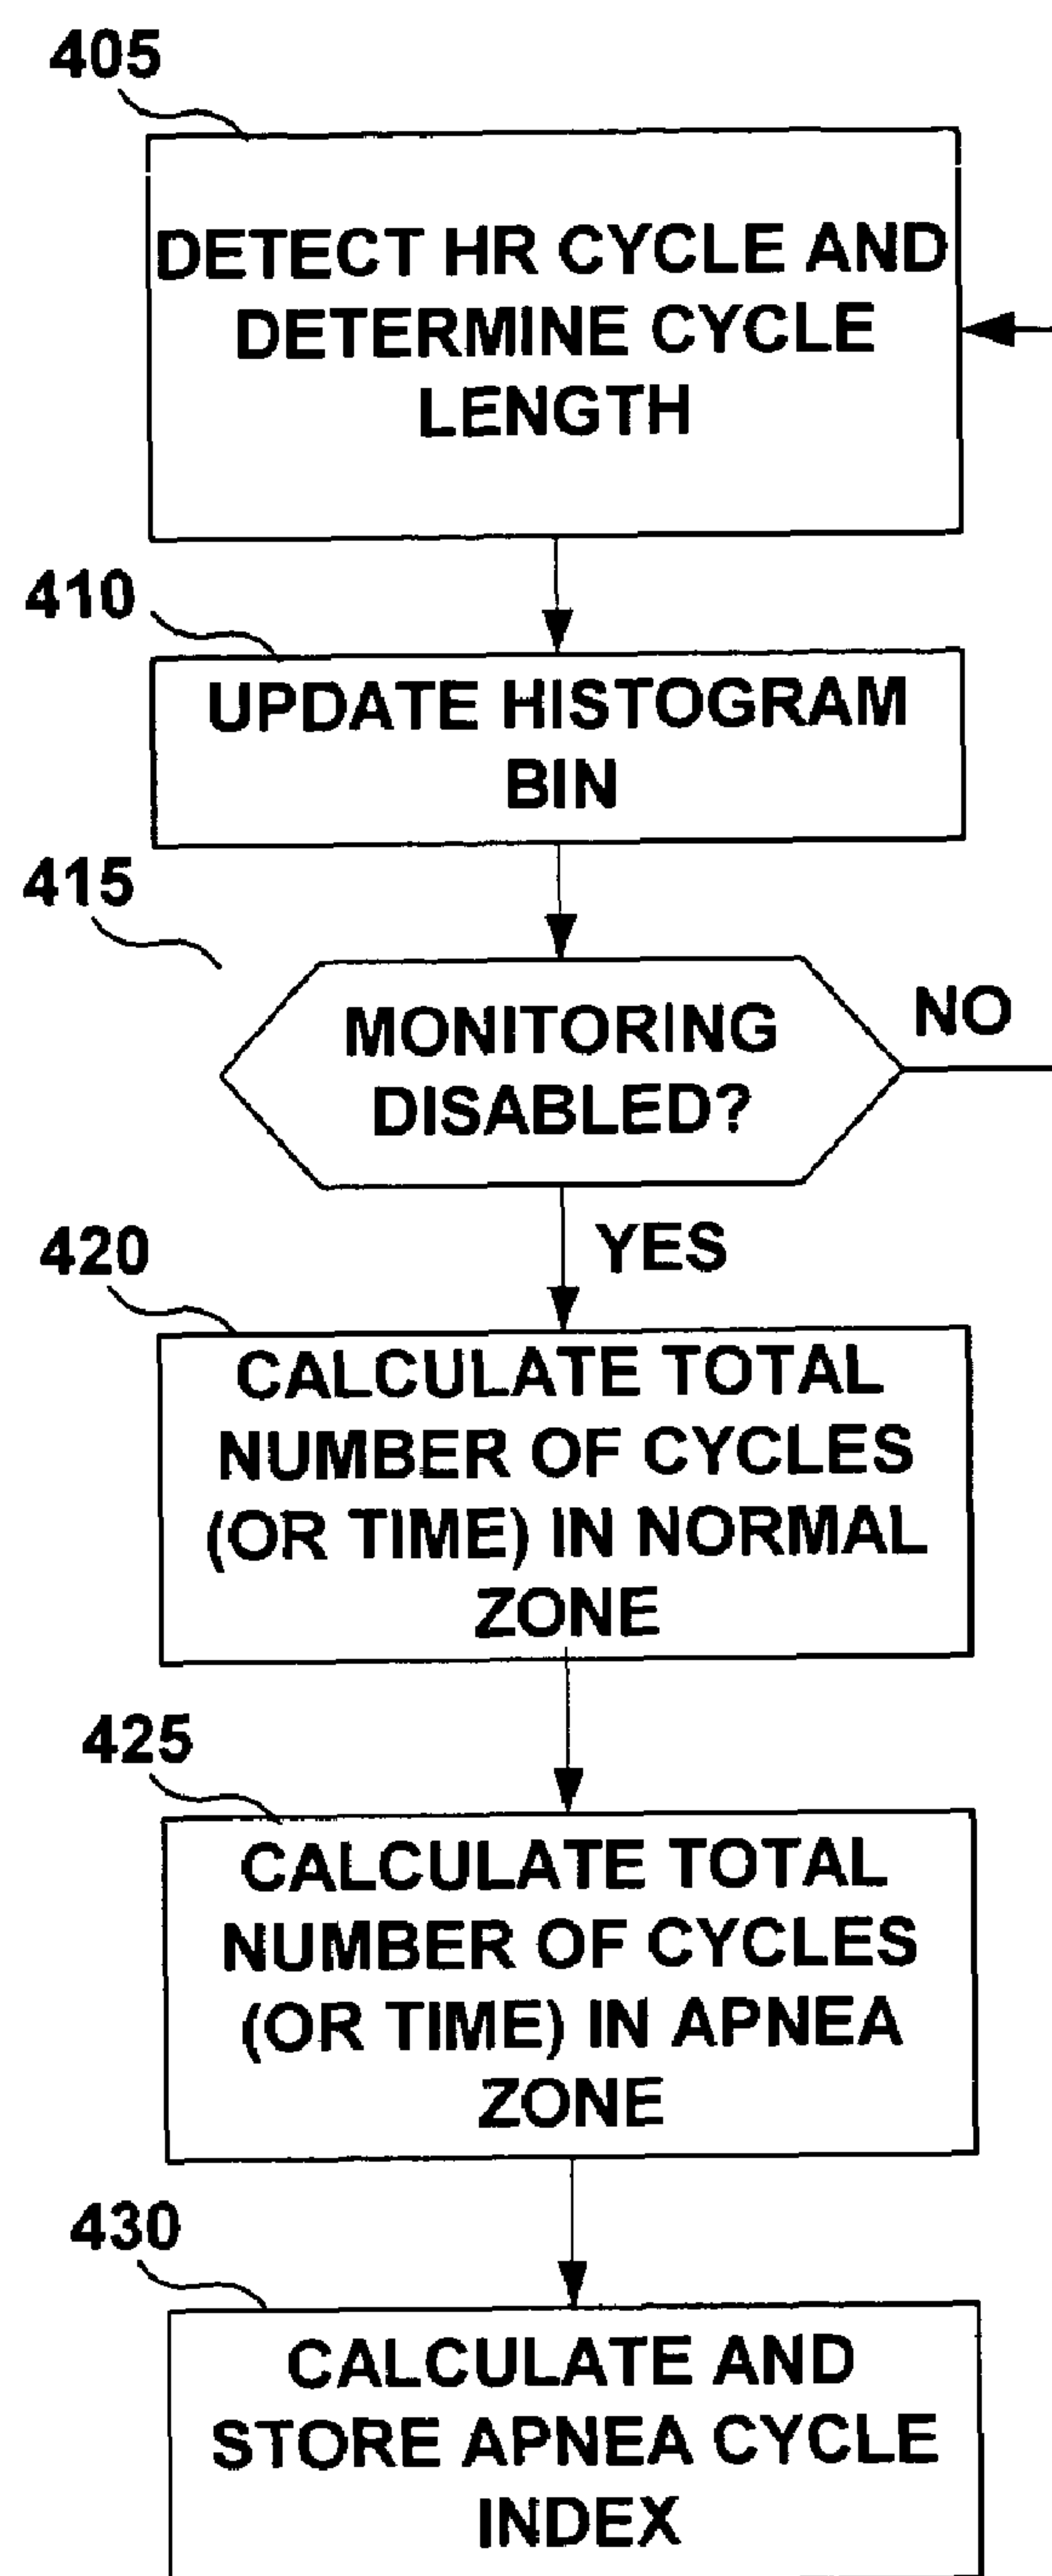 405
DETECT HR CYCLE AND
DETERMINE CYCLE
LENGTH
410
UPDATE HISTOGRAM
BIN
415
MONITORING
DISABLED?
NO
YES
420
CALCULATE TOTAL
NUMBER OF CYCLES
(OR TIME) IN NORMAL
ZONE
425
CALCULATE TOTAL
NUMBER OF CYCLES
(OR TIME) IN APNEA
ZONE
430
CALCULATE AND
STORE APNEA CYCLE
INDEX